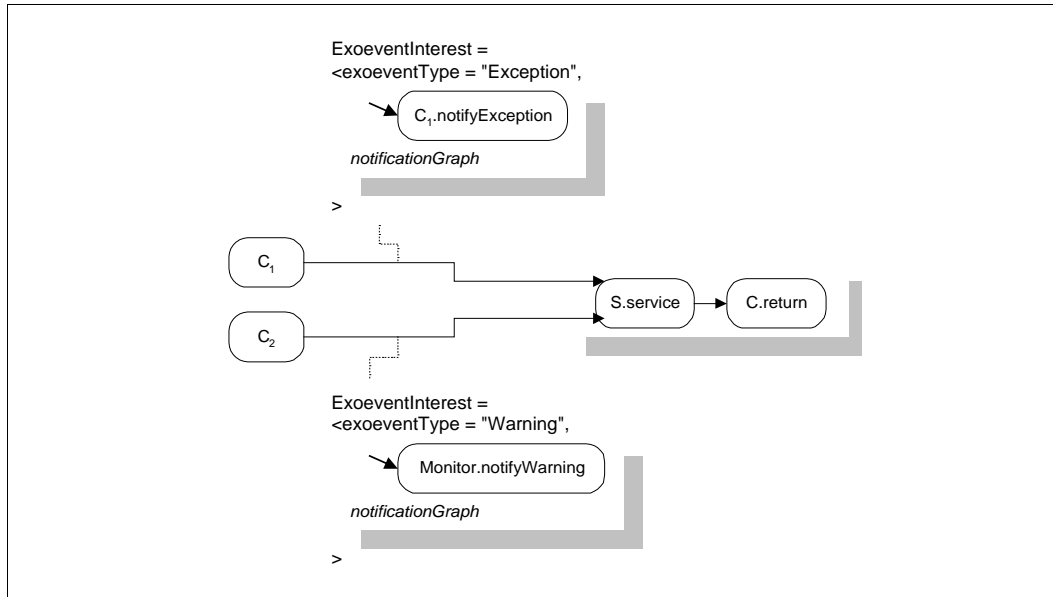 ExoeventInterest =
<exoeventType = "Exception",
C₁.notifyException
notificationGraph
>
C₁
S.service
C.return
C₂
ExoeventInterest =
<exoeventType = "Warning",
Monitor.notifyWarning
notificationGraph
>